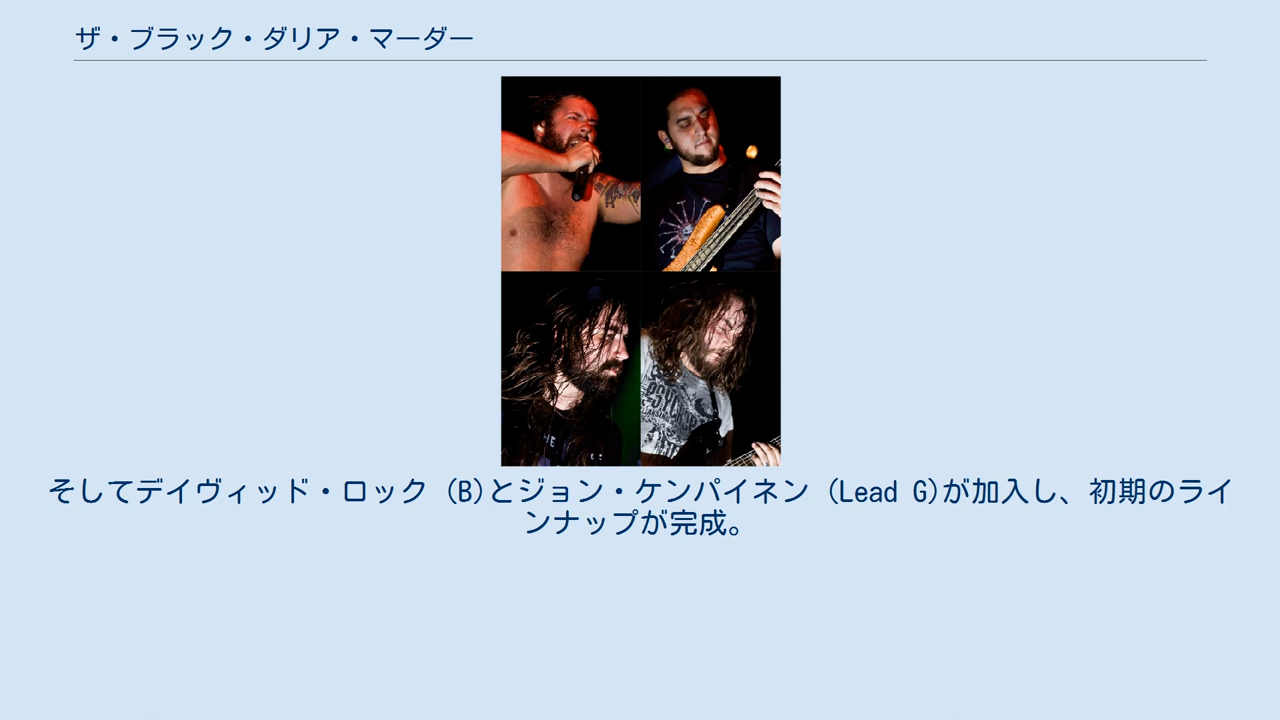 ザ・ブラック・ダリア・マーダー
そしてデイヴィッド・ロック (B)とジョン・ケンパイネン (Lead G)が加入し、初期のライ
ンナップが完成。